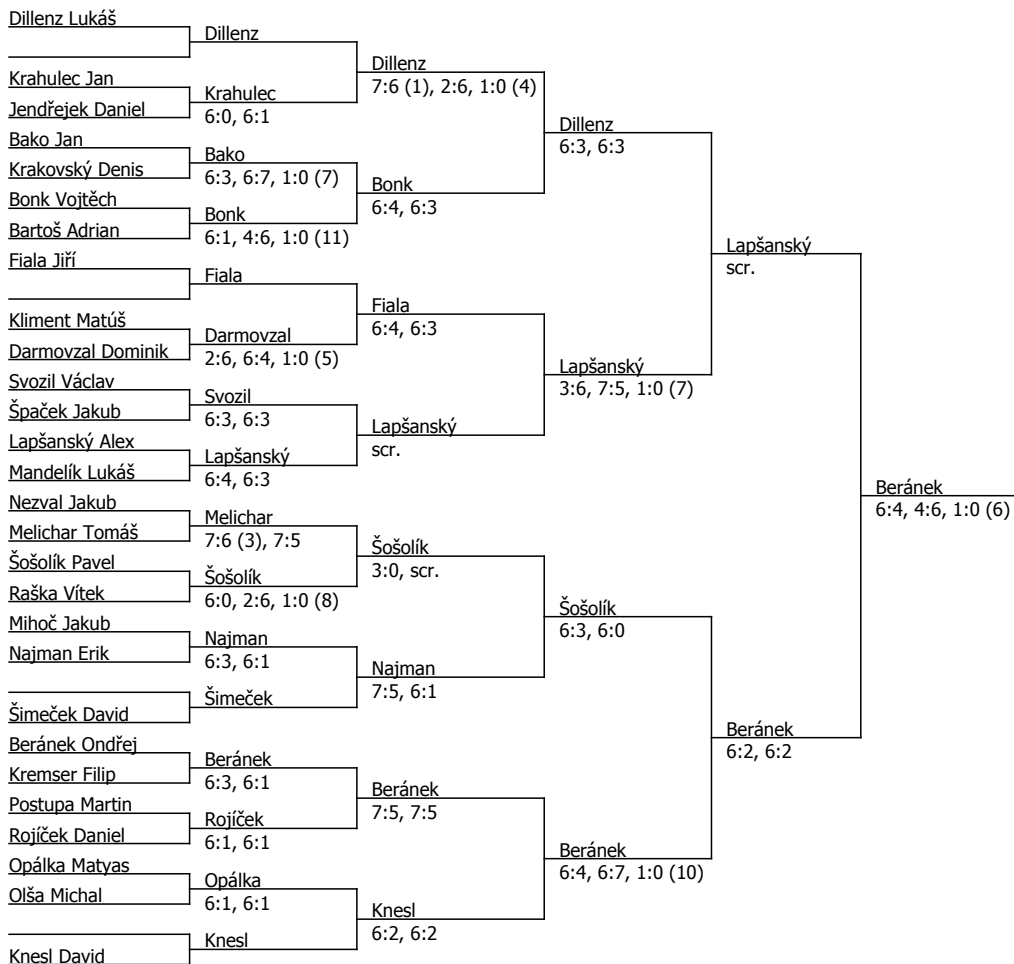 Dillenz Lukáš
Dillenz
Dillenz
7:6 (1), 2:6, 1:0 (4)
Krahulec Jan
Krahulec
6:0, 6:1
Jendřejek Daniel
Dillenz
6:3, 6:3
Bako Jan
Bako
6:3, 6:7, 1:0 (7)
Krakovský Denis
Bonk
6:4, 6:3
Bonk Vojtěch
Bonk
6:1, 4:6, 1:0 (11)
Bartoš Adrian
Lapšanský
scr.
Fiala Jiří
Fiala
Fiala
6:4, 6:3
Kliment Matúš
Darmovzal
2:6, 6:4, 1:0 (5)
Darmovzal Dominik
Lapšanský
3:6, 7:5, 1:0 (7)
Svozil Václav
Svozil
6:3, 6:3
Špaček Jakub
Lapšanský
scr.
Lapšanský Alex
Lapšanský
6:4, 6:3
Mandelík Lukáš
Beránek
6:4, 4:6, 1:0 (6)
Nezval Jakub
Melichar
7:6 (3), 7:5
Melichar Tomáš
Šošolík
3:0, scr.
Šošolík Pavel
Šošolík
6:0, 2:6, 1:0 (8)
Raška Vítek
Šošolík
6:3, 6:0
Mihoč Jakub
Najman
6:3, 6:1
Najman Erik
Najman
7:5, 6:1
Šimeček
Šimeček David
Beránek
6:2, 6:2
Beránek Ondřej
Beránek
6:3, 6:1
Kremser Filip
Beránek
7:5, 7:5
Postupa Martin
Rojíček
6:1, 6:1
Rojíček Daniel
Beránek
6:4, 6:7, 1:0 (10)
Opálka Matyas
Opálka
6:1, 6:1
Olša Michal
Knesl
6:2, 6:2
Knesl
Knesl David